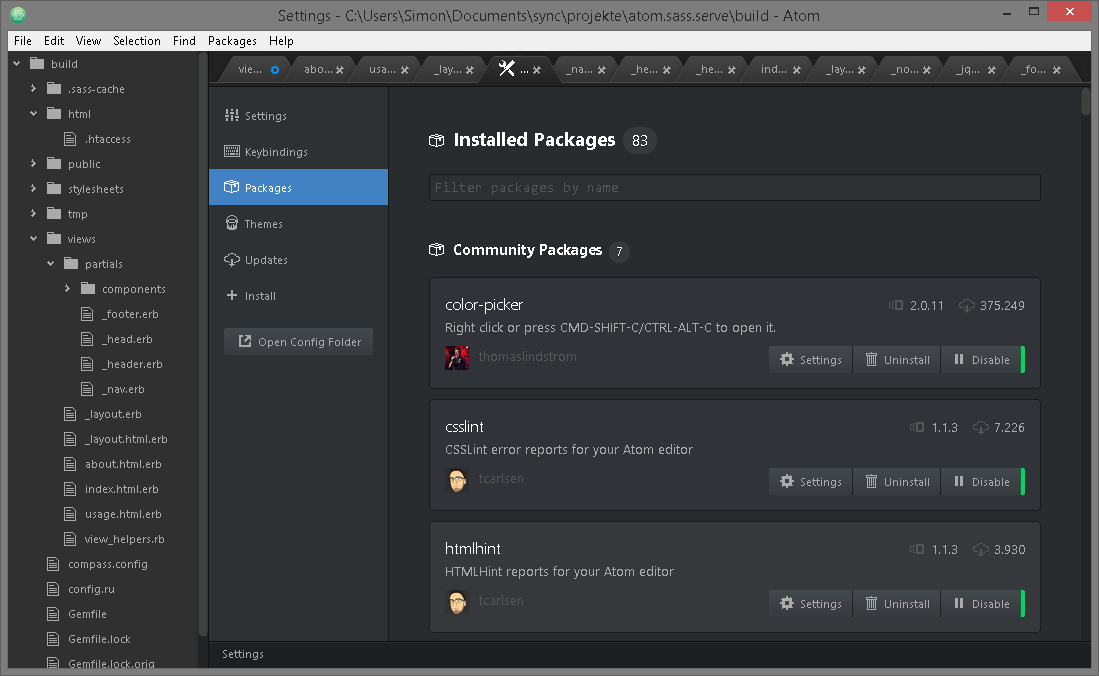 Settings - C:\Users\Simon\Documents\sync\projekte\atom.sass.serve\build - Atom
File Edit View Selection Find Packages Help
vie... abo... usa... _lay... ... _na... _he... _he... ind... _lay... _no... _jq... _fo...
build
.sass-cache
html
.htaccess
public
stylesheets
tmp
views
partials
components
_footer.erb
_head.erb
_header.erb
_nav.erb
_layout.erb
_layout.html.erb
about.html.erb
index.html.erb
usage.html.erb
view_helpers.rb
compass.config
config.ru
Gemfile
Gemfile.lock
Gemfile.lock.orig
Settings
Keybindings
Packages
Themes
Updates
Install
Open Config Folder
Installed Packages 83
Filter packages by name
Community Packages 7
color-picker 2.0.11 375.249
Right click or press CMD-SHIFT-C/CTRL-ALT-C to open it.
thomaslindstrom Settings Uninstall Disable
csslint 1.1.3 7.226
CSSLint error reports for your Atom editor
tcarlsen Settings Uninstall Disable
htmlhint 1.1.3 3.930
HTMLHint reports for your Atom editor
tcarlsen Settings Uninstall Disable
Settings